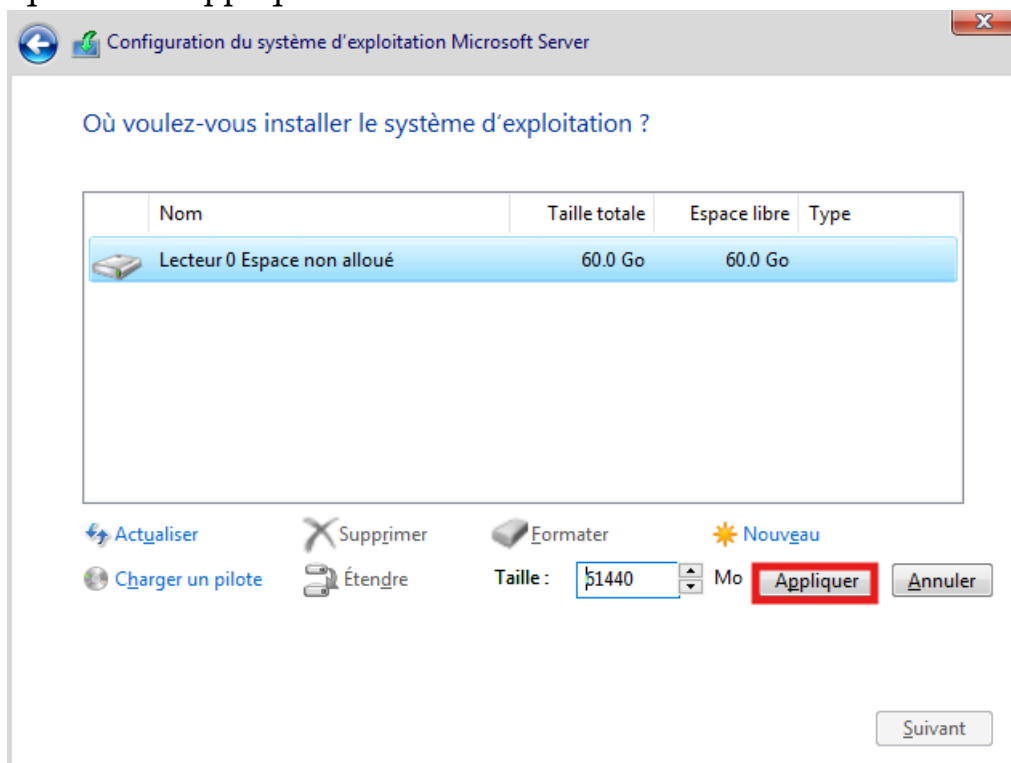 Configuration du système d'exploitation Microsoft Server
Où voulez-vous installer le système d'exploitation ?
Nom Taille totale Espace libre Type
Lecteur 0 Espace non alloué 60.0 Go 60.0 Go
Actualiser Supprimer Formater Nouveau
Charger un pilote Étendre Taille : 61440 Mo Appliquer Annuler
Suivant